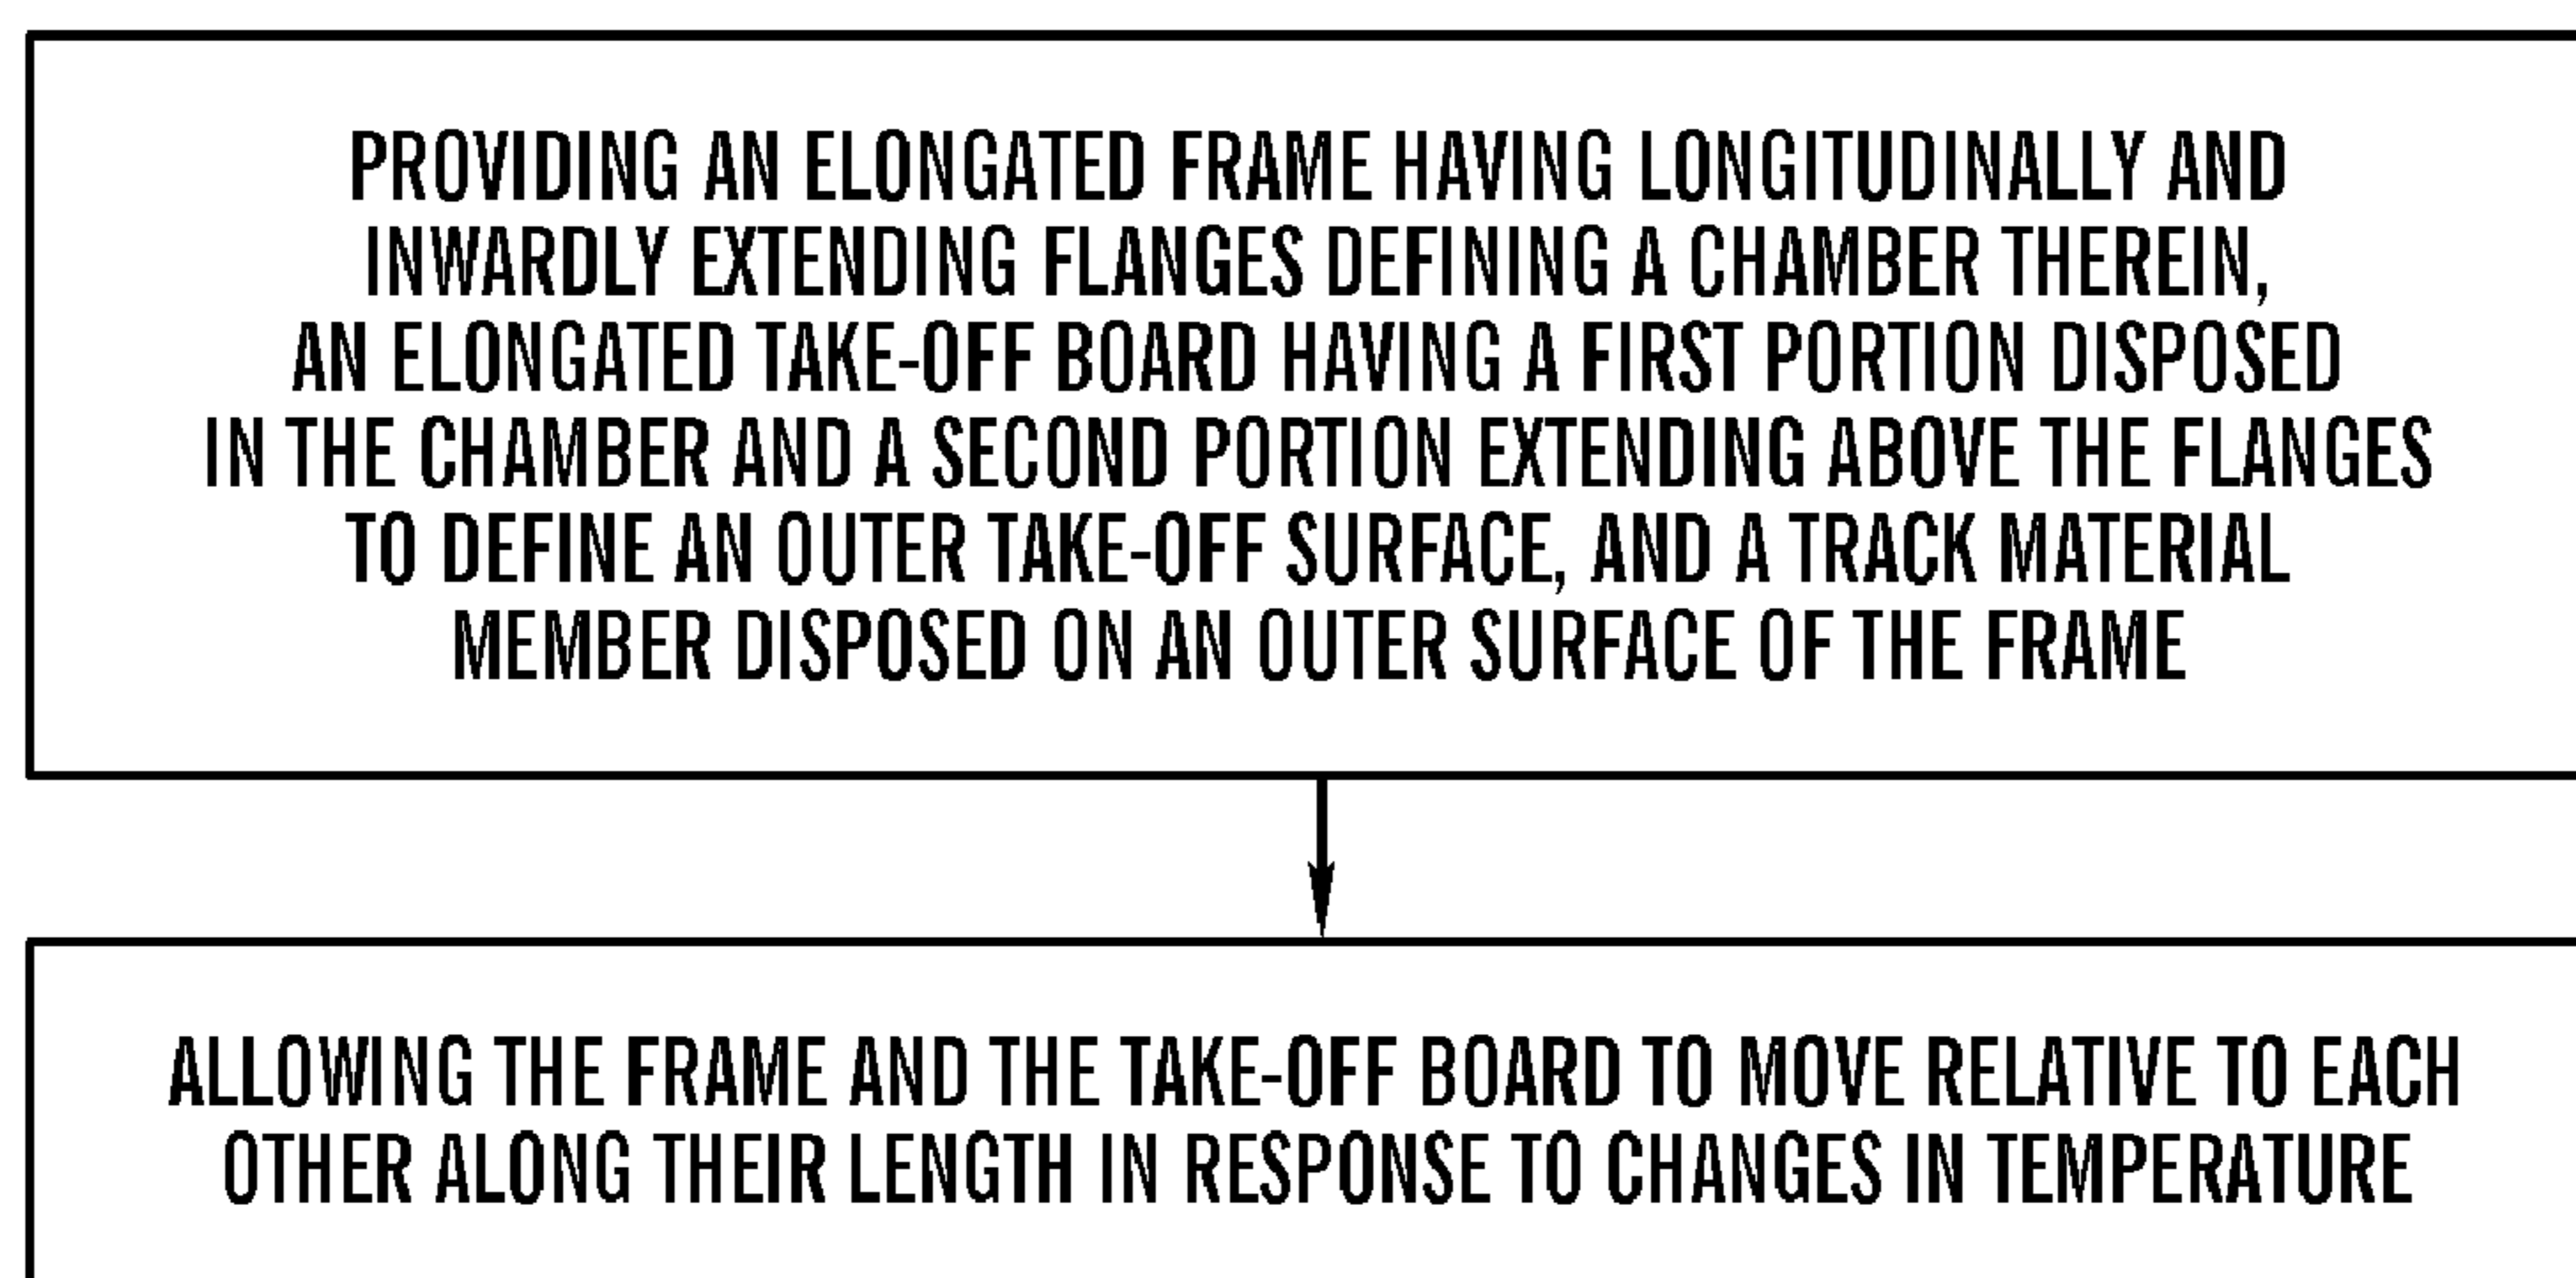 PROVIDING AN ELONGATED FRAME HAVING LONGITUDINALLY AND
INWARDLY EXTENDING FLANGES DEFINING A CHAMBER THEREIN,
AN ELONGATED TAKE-OFF BOARD HAVING A FIRST PORTION DISPOSED
IN THE CHAMBER AND A SECOND PORTION EXTENDING ABOVE THE FLANGES
TO DEFINE AN OUTER TAKE-OFF SURFACE, AND A TRACK MATERIAL
MEMBER DISPOSED ON AN OUTER SURFACE OF THE FRAME
ALLOWING THE FRAME AND THE TAKE-OFF BOARD TO MOVE RELATIVE TO EACH
OTHER ALONG THEIR LENGTH IN RESPONSE TO CHANGES IN TEMPERATURE